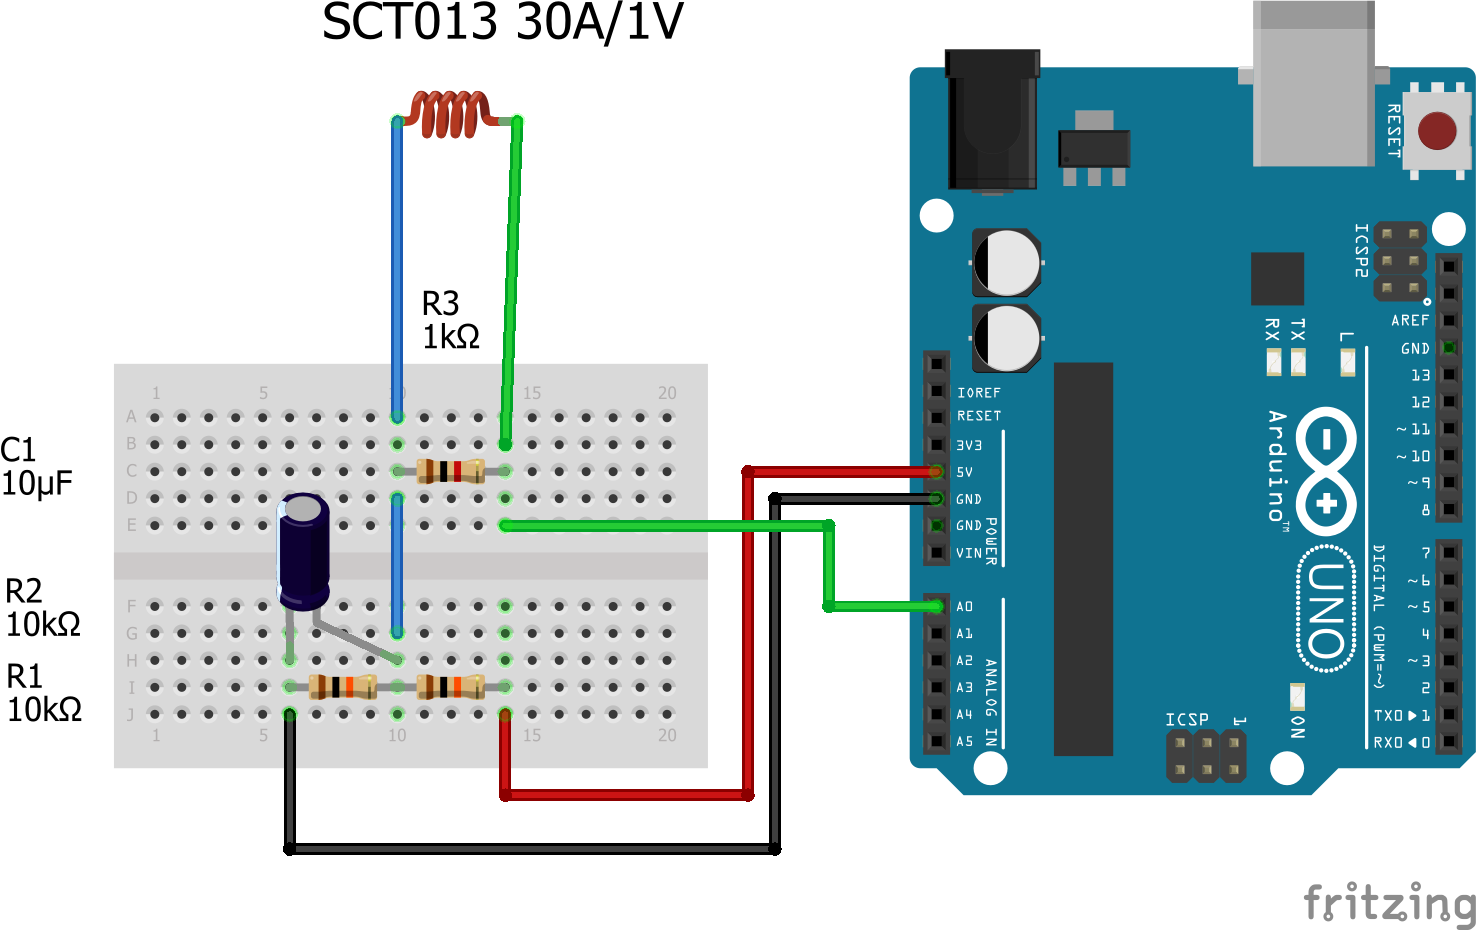 SCT013 30A/1V
R3
1kΩ
C1
10µF
R2
10kΩ
R1
10kΩ
1 5 10 15 20
A
B
C
D
E
F
G
H
I
J
1 5 10 15 20
RESET
ICSP2
IOREF
RESET
3V3
5V
GND
GND
VIN
POWER
A0
A1
A2
A3
A4
A5
ANALOG IN
RX
TX
L
AREF
GND
13
12
~11
~10
~9
8
7
~6
~5
4
~3
2
TX0▶1
RX0◀0
DIGITAL (PWM=~)
Arduino™
UNO
ON
ICSP
1
fritzing